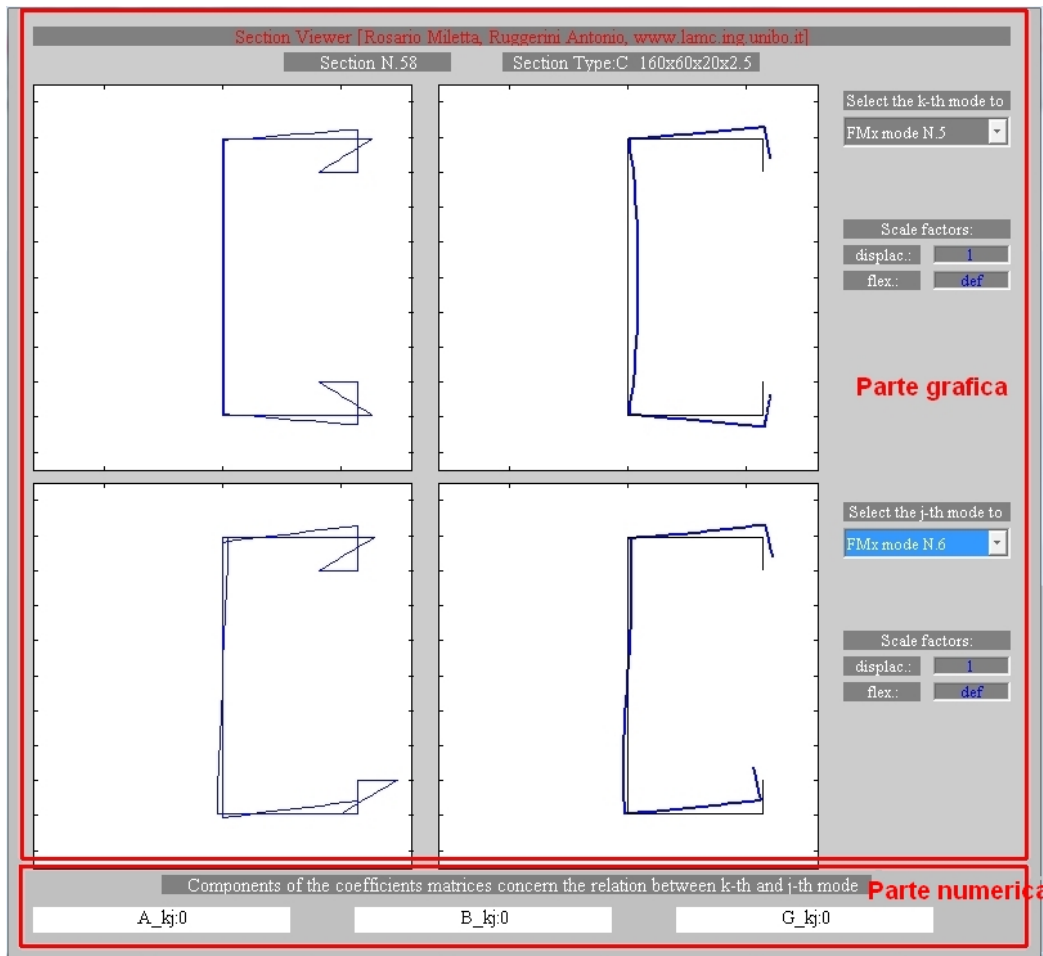 Section Viewer [Rosario Miletta, Ruggerini Antonio, www.lamc.ing.unibo.it]
Section N.58
Section Type:C 160x60x20x2.5
Select the k-th mode to
FMx mode N.5
Scale factors:
displac.: 1
flex.: def
Parte grafica
Select the j-th mode to
FMx mode N.6
Scale factors:
displac.: 1
flex.: def
Components of the coefficients matrices concern the relation between k-th and j-th mode
Parte numerica
A_kj:0
B_kj:0
G_kj:0